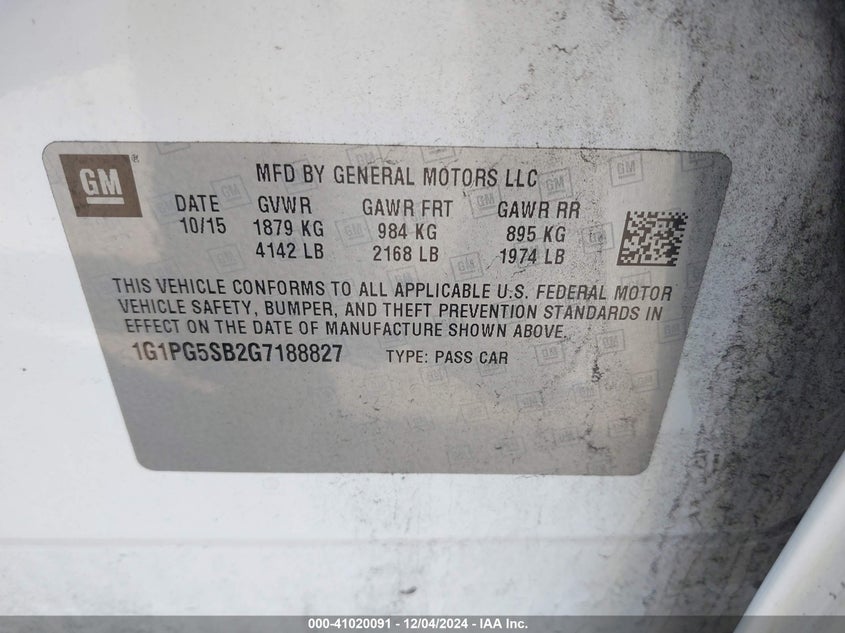 GM
MFD BY GENERAL MOTORS LLC
DATE GVWR GAWR FRT GAWR RR
10/15 1879 KG 984 KG 895 KG
4142 LB 2168 LB 1974 LB
THIS VEHICLE CONFORMS TO ALL APPLICABLE U.S. FEDERAL MOTOR
VEHICLE SAFETY, BUMPER, AND THEFT PREVENTION STANDARDS IN
EFFECT ON THE DATE OF MANUFACTURE SHOWN ABOVE.
1G1PG5SB2G7188827 TYPE: PASS CAR
000-41020091 - 12/04/2024 - IAA Inc.